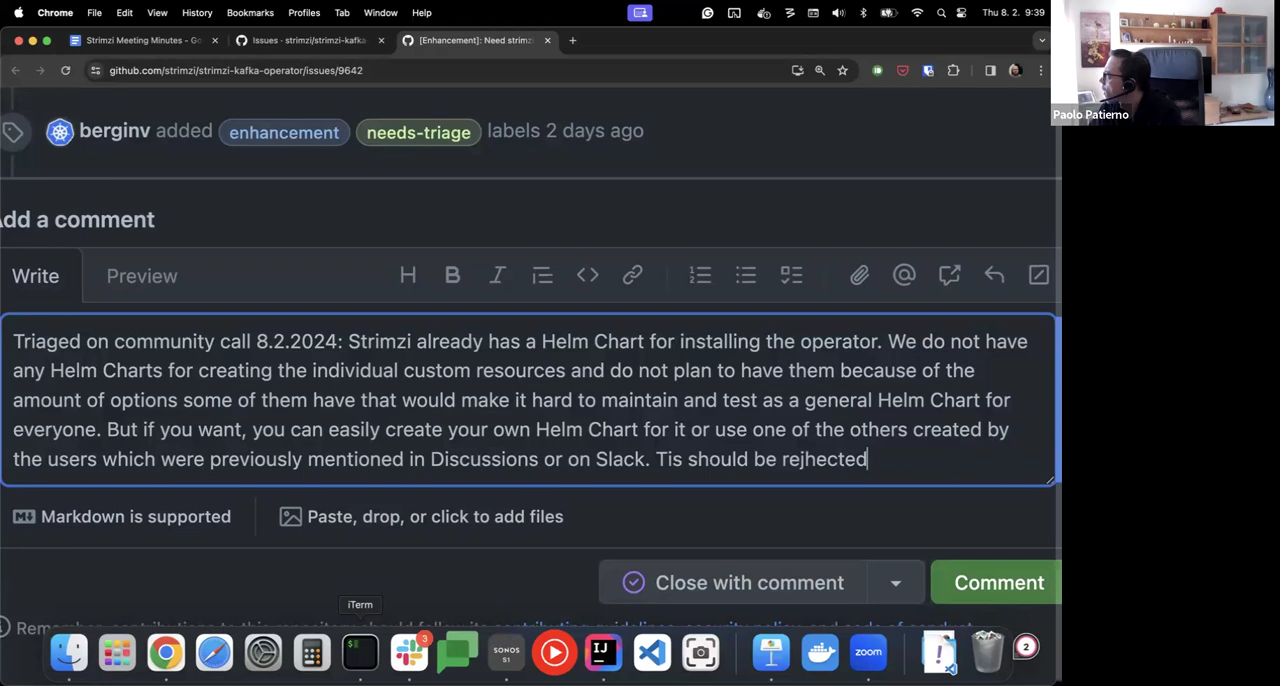 Chrome File Edit View History Bookmarks Profiles Tab Window Help Thu 8. 2. 9:39
Strimzi Meeting Minutes - Go
Issues · strimzi/strimzi-kafka
[Enhancement]: Need strimz
github.com/strimzi/strimzi-kafka-operator/issues/9642
Paolo Patierno
berginv added enhancement needs-triage labels 2 days ago
Add a comment
Write Preview
Triaged on community call 8.2.2024: Strimzi already has a Helm Chart for installing the operator. We do not have
any Helm Charts for creating the individual custom resources and do not plan to have them because of the
amount of options some of them have that would make it hard to maintain and test as a general Helm Chart for
everyone. But if you want, you can easily create your own Helm Chart for it or use one of the others created by
the users which were previously mentioned in Discussions or on Slack. Tis should be rejhected
Markdown is supported Paste, drop, or click to add files
Close with comment Comment
iTerm
3
SONOS
S1
IJ
zoom
2